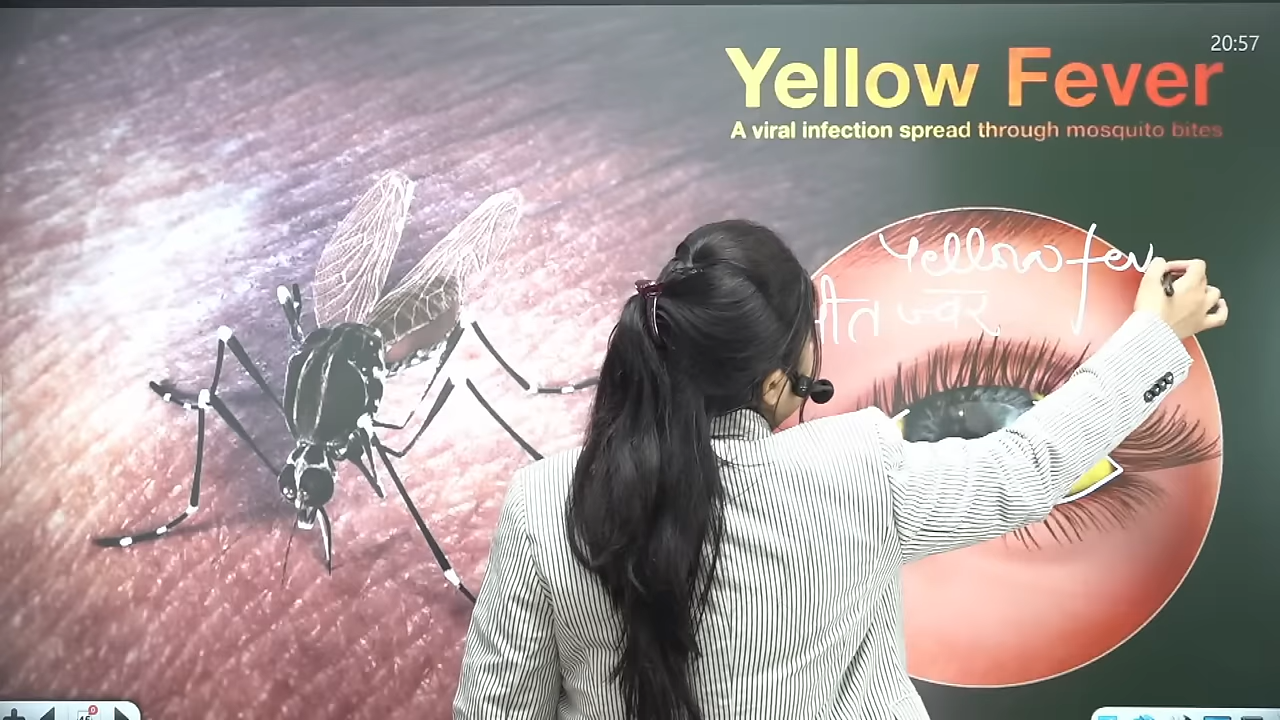 20:57
Yellow Fever
A viral infection spread through mosquito bites
Yellow fev
ज्वर